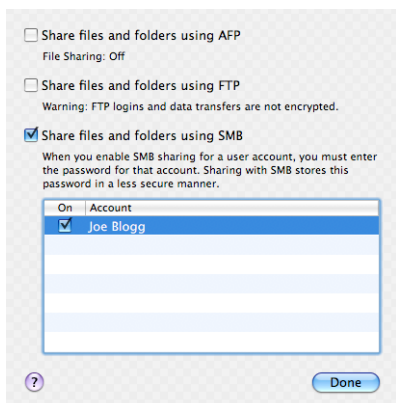 Share files and folders using AFP
File Sharing: Off
Share files and folders using FTP
Warning: FTP logins and data transfers are not encrypted.
Share files and folders using SMB
When you enable SMB sharing for a user account, you must enter
the password for that account. Sharing with SMB stores this
password in a less secure manner.
On Account
Joe Blogg
? Done